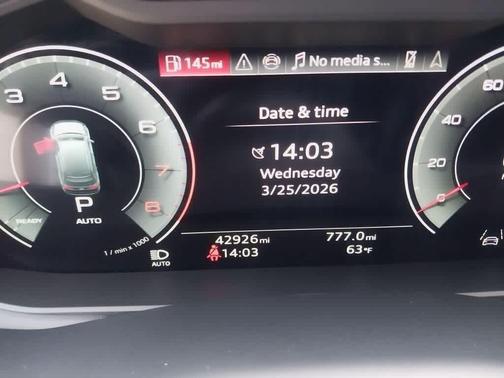 145 mi
No media s...
3 4 5 6 7 8
READY
P
AUTO
1 / min x 1000
Date & time
14:03
Wednesday
3/25/2026
60
40
20
0
42926 mi
777.0 mi
AUTO
14:03
63°F